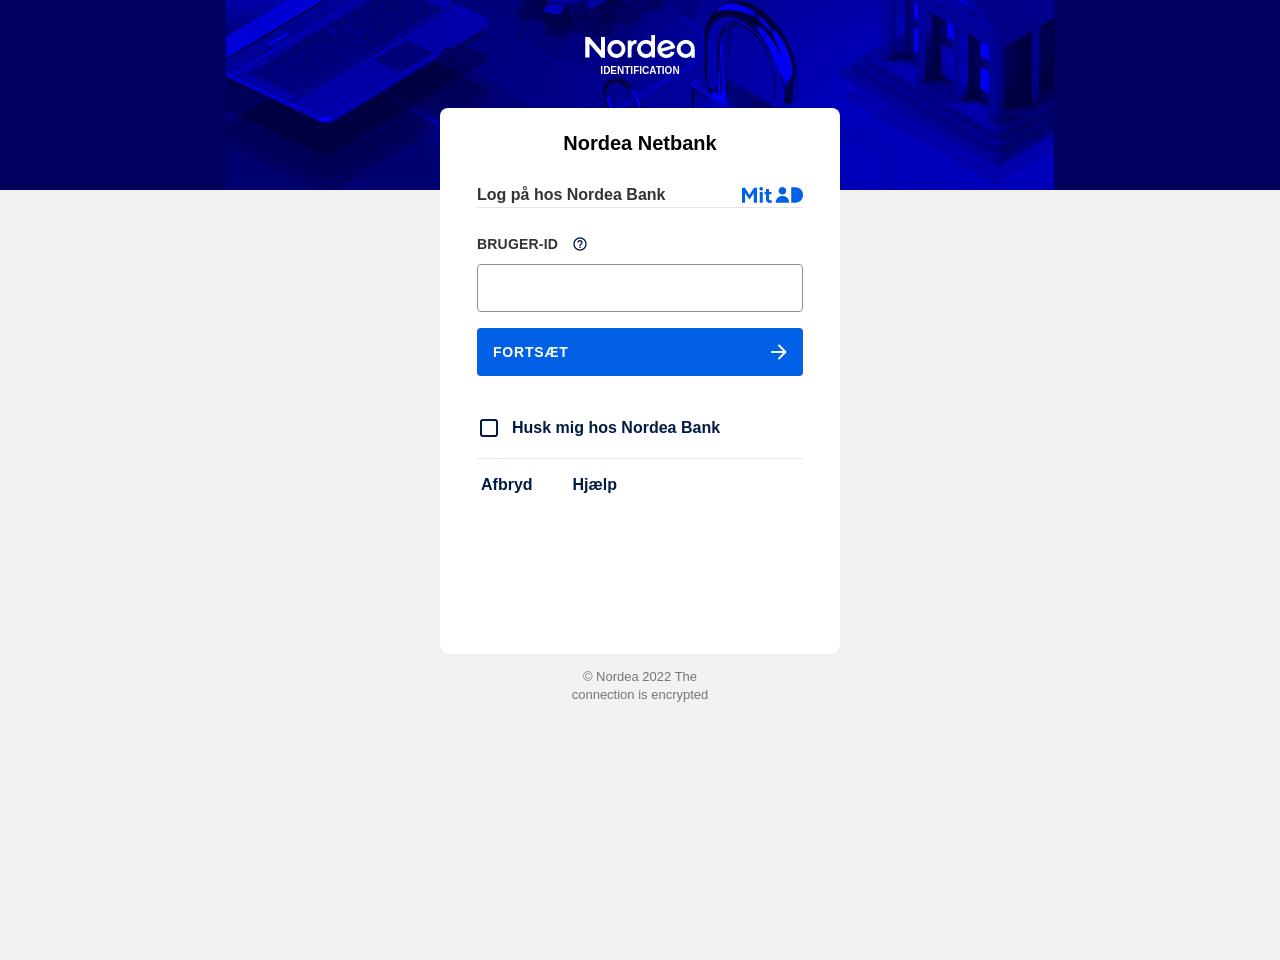 Nordea
IDENTIFICATION
Nordea Netbank
Log på hos Nordea Bank
Mit D
BRUGER-ID
FORTSÆT
Husk mig hos Nordea Bank
Afbryd Hjælp
© Nordea 2022 The
connection is encrypted